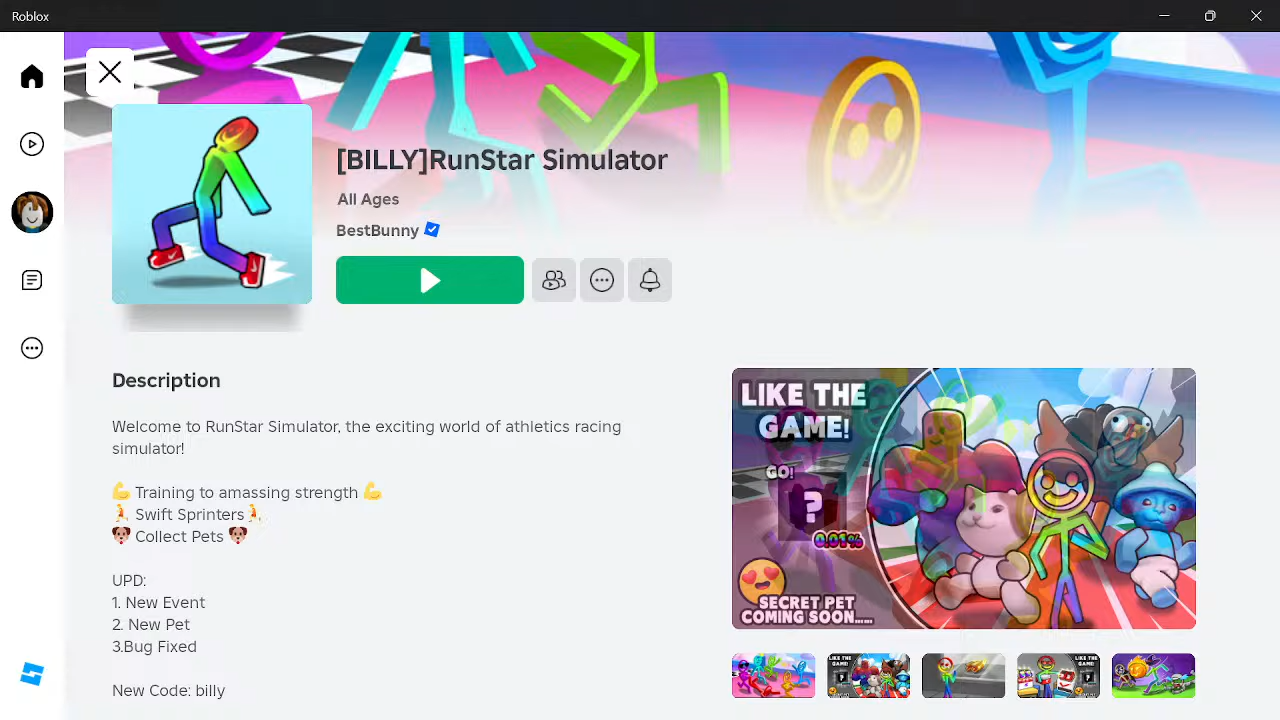 Roblox
[BILLY]RunStar Simulator
All Ages
BestBunny
Description
Welcome to RunStar Simulator, the exciting world of athletics racing
simulator!
💪 Training to amassing strength 💪
🏃 Swift Sprinters🏃
🐶 Collect Pets 🐶
UPD:
1. New Event
2. New Pet
3.Bug Fixed
New Code: billy
LIKE THE
GAME!
GO!
?
0.01%
SECRET PET
COMING SOON.....